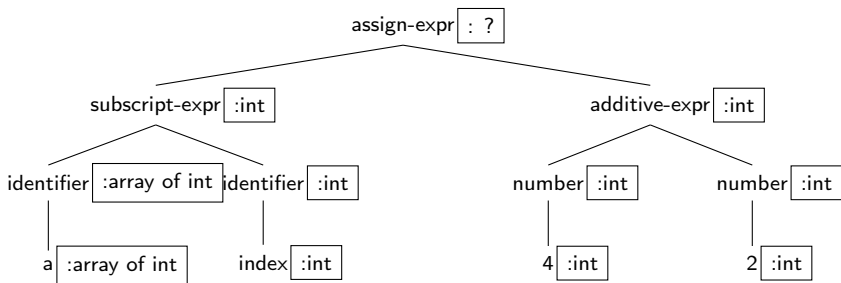 assign-expr : ?
subscript-expr :int additive-expr :int
identifier :array of int identifier :int number :int number :int
a :array of int index :int 4 :int 2 :int